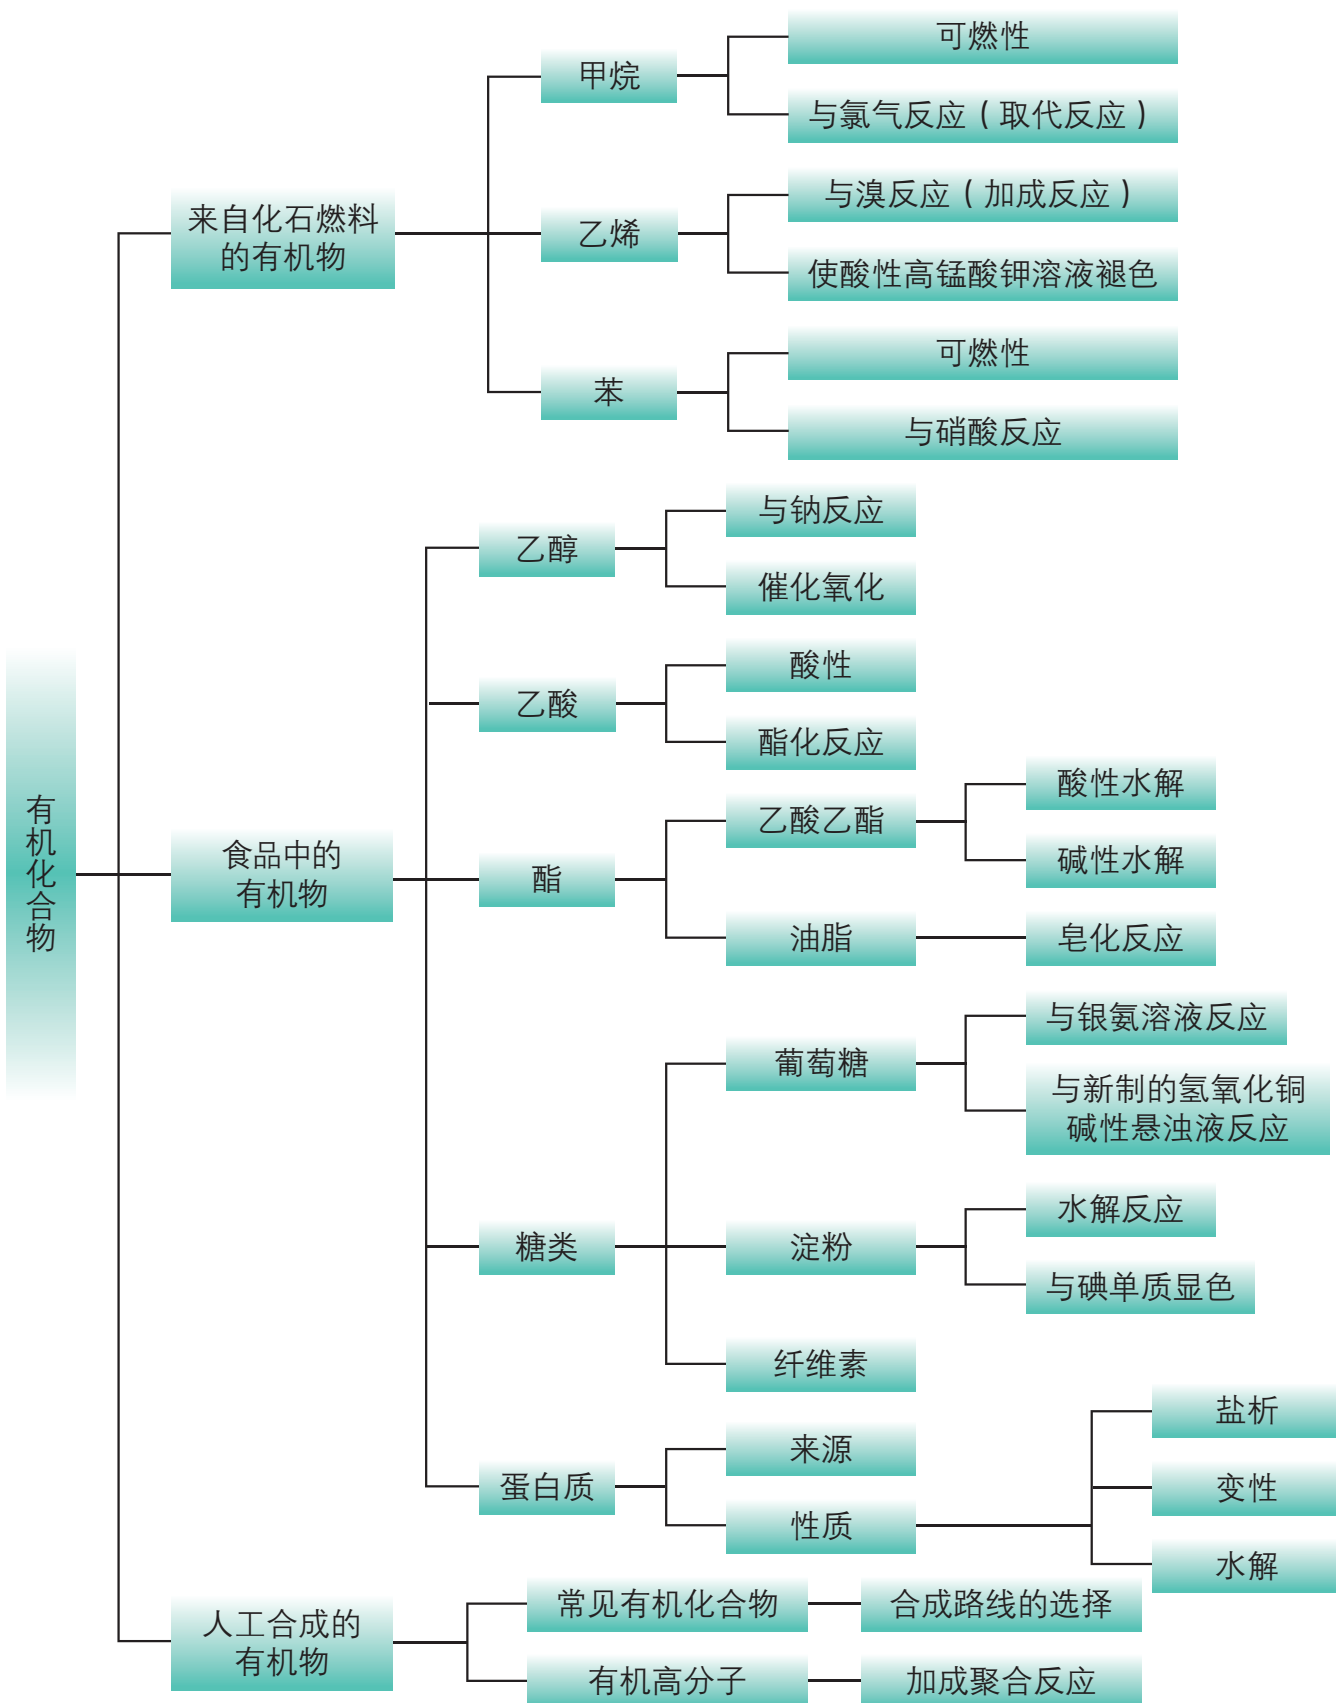 有机化合物
来自化石燃料
的有机物
甲烷
可燃性
与氯气反应（取代反应）
乙烯
与溴反应（加成反应）
使酸性高锰酸钾溶液褪色
苯
可燃性
与硝酸反应
食品中的
有机物
乙醇
与钠反应
催化氧化
乙酸
酸性
酯化反应
酯
乙酸乙酯
酸性水解
碱性水解
油脂
皂化反应
糖类
葡萄糖
与银氨溶液反应
与新制的氢氧化铜
碱性悬浊液反应
淀粉
水解反应
与碘单质显色
纤维素
蛋白质
来源
性质
盐析
变性
水解
人工合成的
有机物
常见有机化合物
合成路线的选择
有机高分子
加成聚合反应